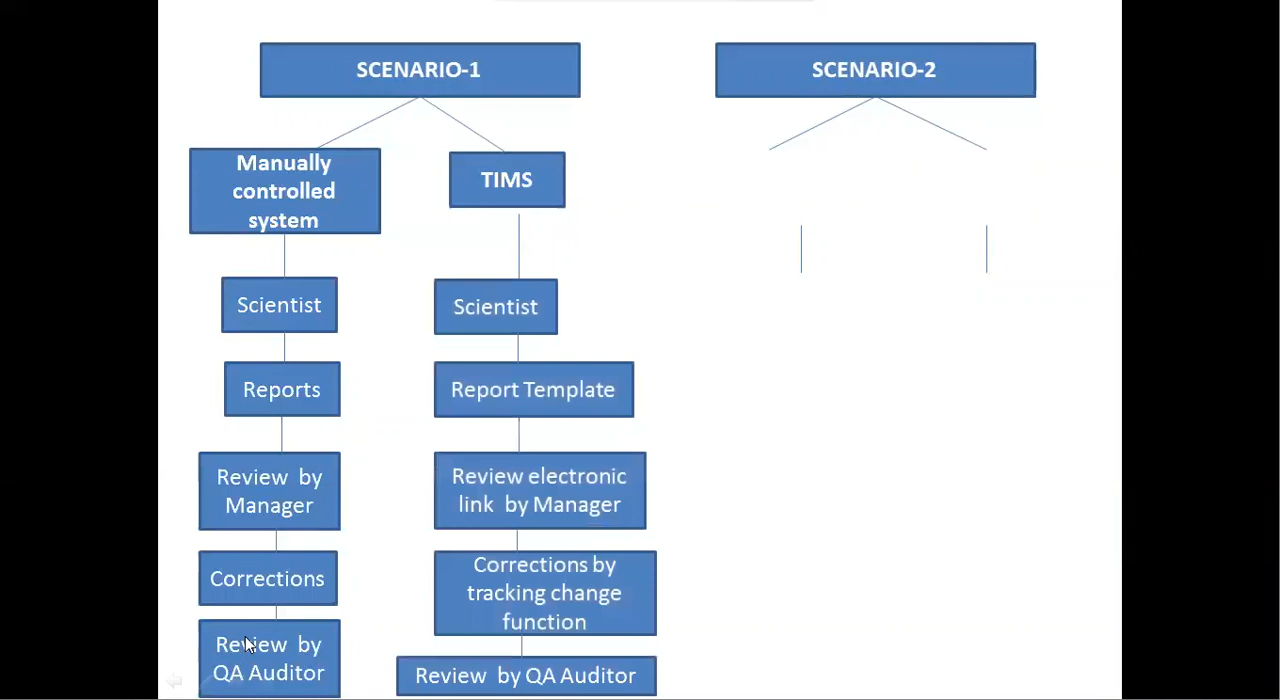 SCENARIO-1
SCENARIO-2
Manually
controlled
system
TIMS
Scientist
Scientist
Reports
Report Template
Review by
Manager
Review electronic
link by Manager
Corrections
Corrections by
tracking change
function
Review by
QA Auditor
Review by QA Auditor